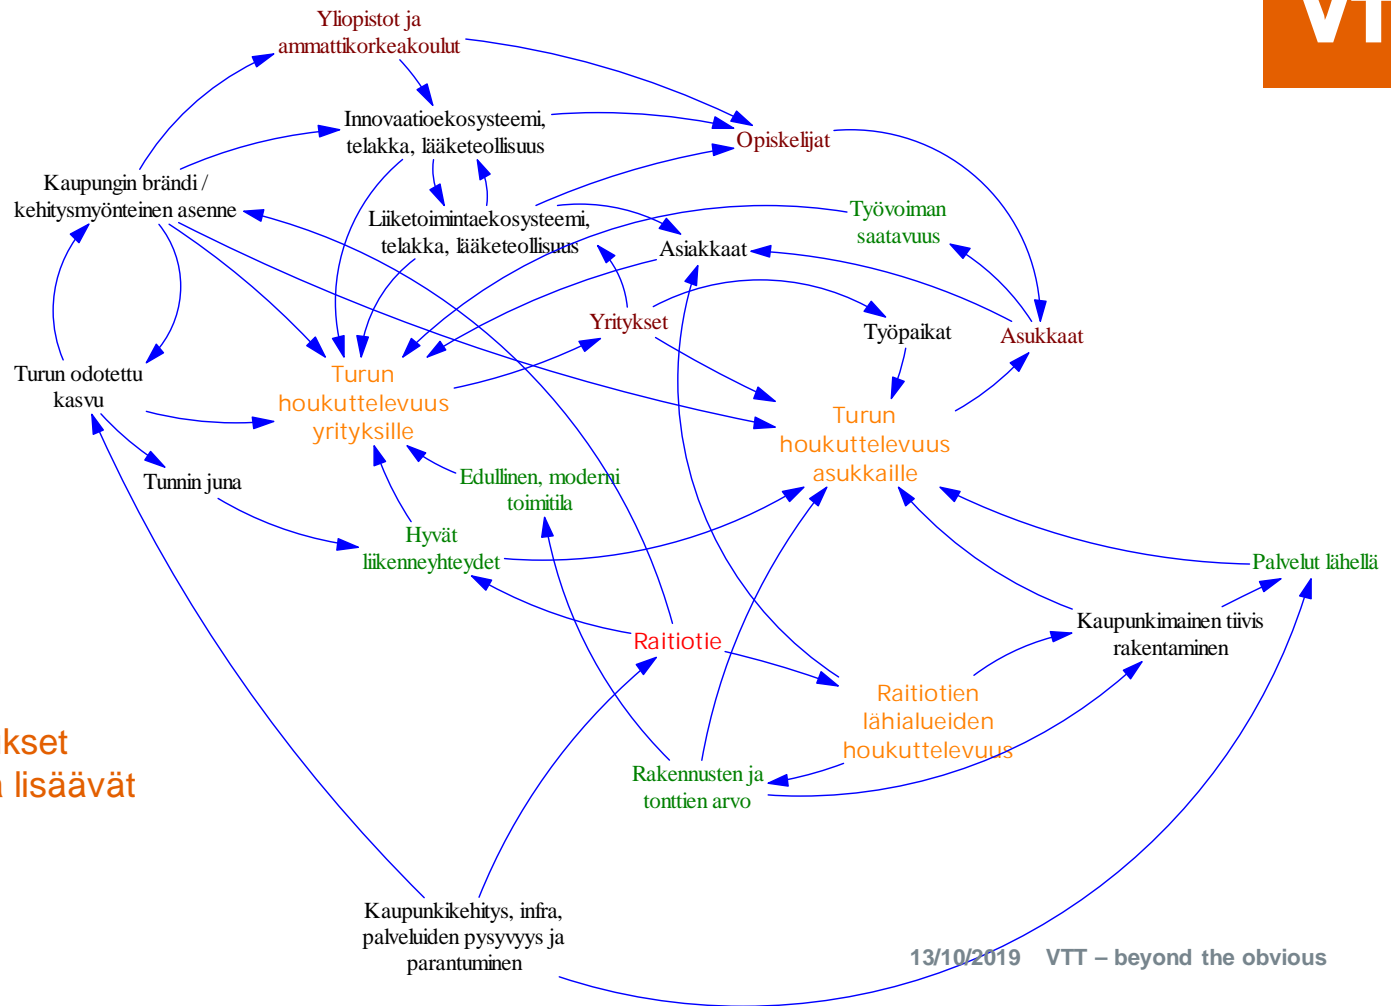 VT
Yliopistot ja
ammattikorkeakoulut
Innovaatioekosysteemi,
telakka, lääketeollisuus
Opiskelijat
Kaupungin brändi /
kehitysmyönteinen asenne
Liiketoimintaekosysteemi,
telakka, lääketeollisuus
Työvoiman
saatavuus
Asiakkaat
Yritykset
Työpaikat
Asukkaat
Turun odotettu
kasvu
Turun
houkuttelevuus
yrityksille
Turun
houkuttelevuus
asukkaille
Tunnin juna
Edullinen, moderni
toimitila
Hyvät
liikenneyhteydet
Palvelut lähellä
Raitiotie
Kaupunkimainen tiivis
rakentaminen
Raitiotien
lähialueiden
houkuttelevuus
ukset
a lisäävät
Rakennusten ja
tonttien arvo
Kaupunkikehitys, infra,
palveluiden pysyvyys ja
parantuminen
13/10/2019 VTT – beyond the obvious